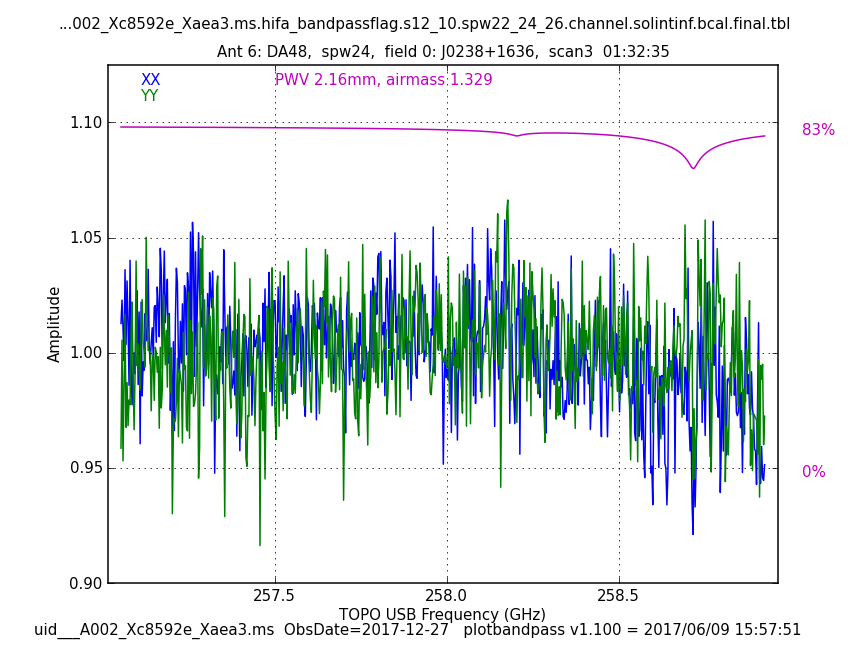 ...002_Xc8592e_Xaea3.ms.hifa_bandpassflag.s12_10.spw22_24_26.channel.solintinf.bcal.final.tbl
Ant 6: DA48,  spw24,  field 0: J0238+1636,  scan3  01:32:35
XX
PWV 2.16mm, airmass 1.329
YY
1.10
83%
1.05
Amplitude
1.00
0.95
0%
0.90
257.5
258.0
258.5
TOPO USB Frequency (GHz)
uid___A002_Xc8592e_Xaea3.ms  ObsDate=2017-12-27   plotbandpass v1.100 = 2017/06/09 15:57:51